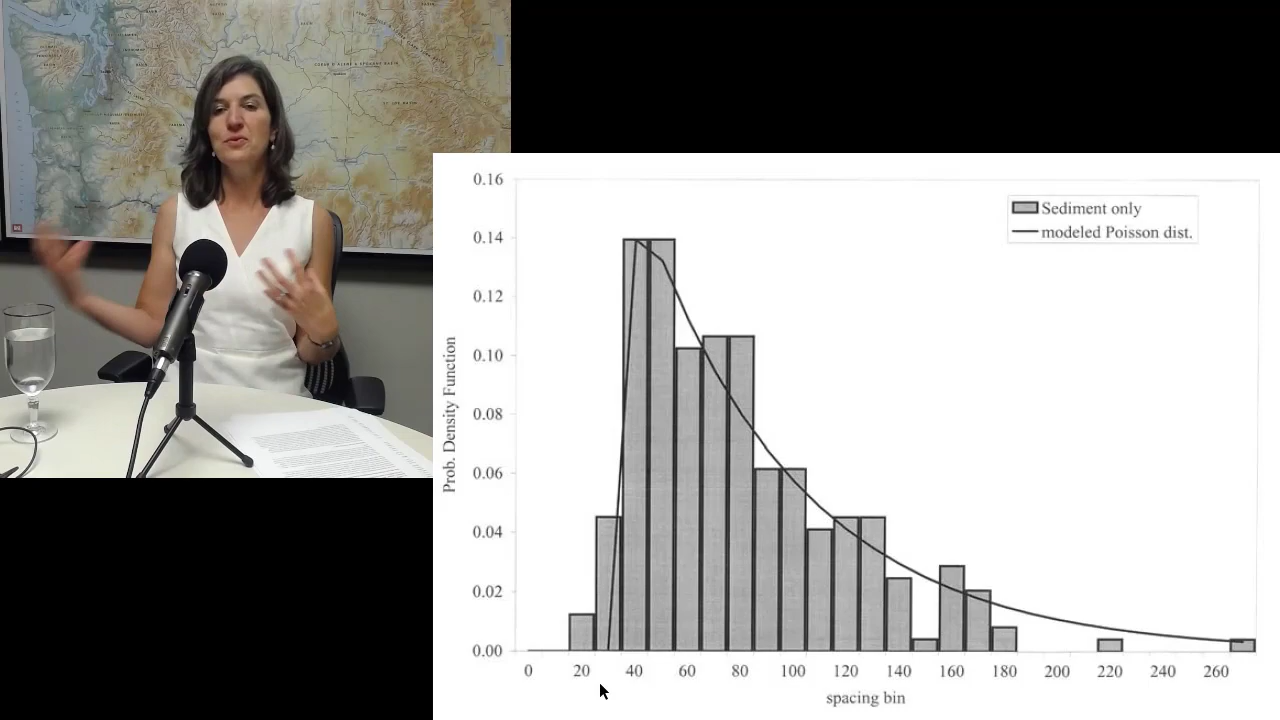 0.16
0.14
0.12
0.10
0.08
0.06
0.04
0.02
0.00
Prob. Density Function
Sediment only
modeled Poisson dist.
0 20 40 60 80 100 120 140 160 180 200 220 240 260
spacing bin